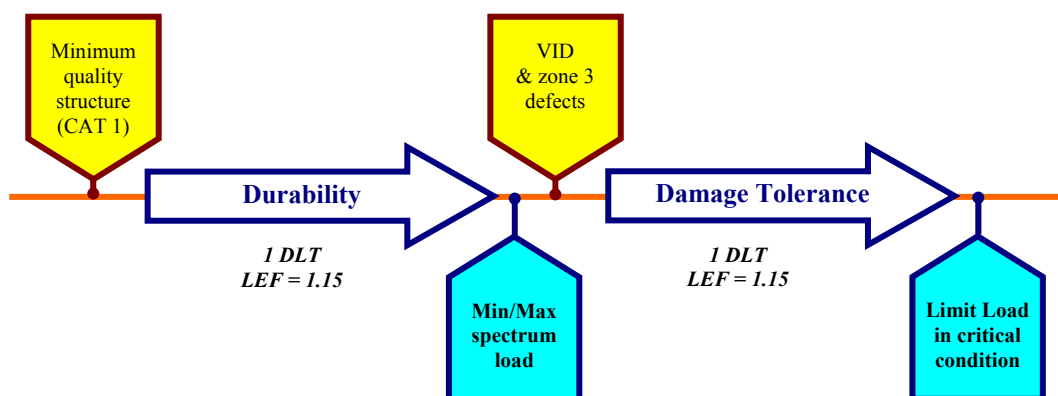 Minimum
quality
structure
(CAT 1)
VID
& zone 3
defects
Durability
Damage Tolerance
1 DLT
LEF = 1.15
1 DLT
LEF = 1.15
Min/Max
spectrum
load
Limit Load
in critical
condition